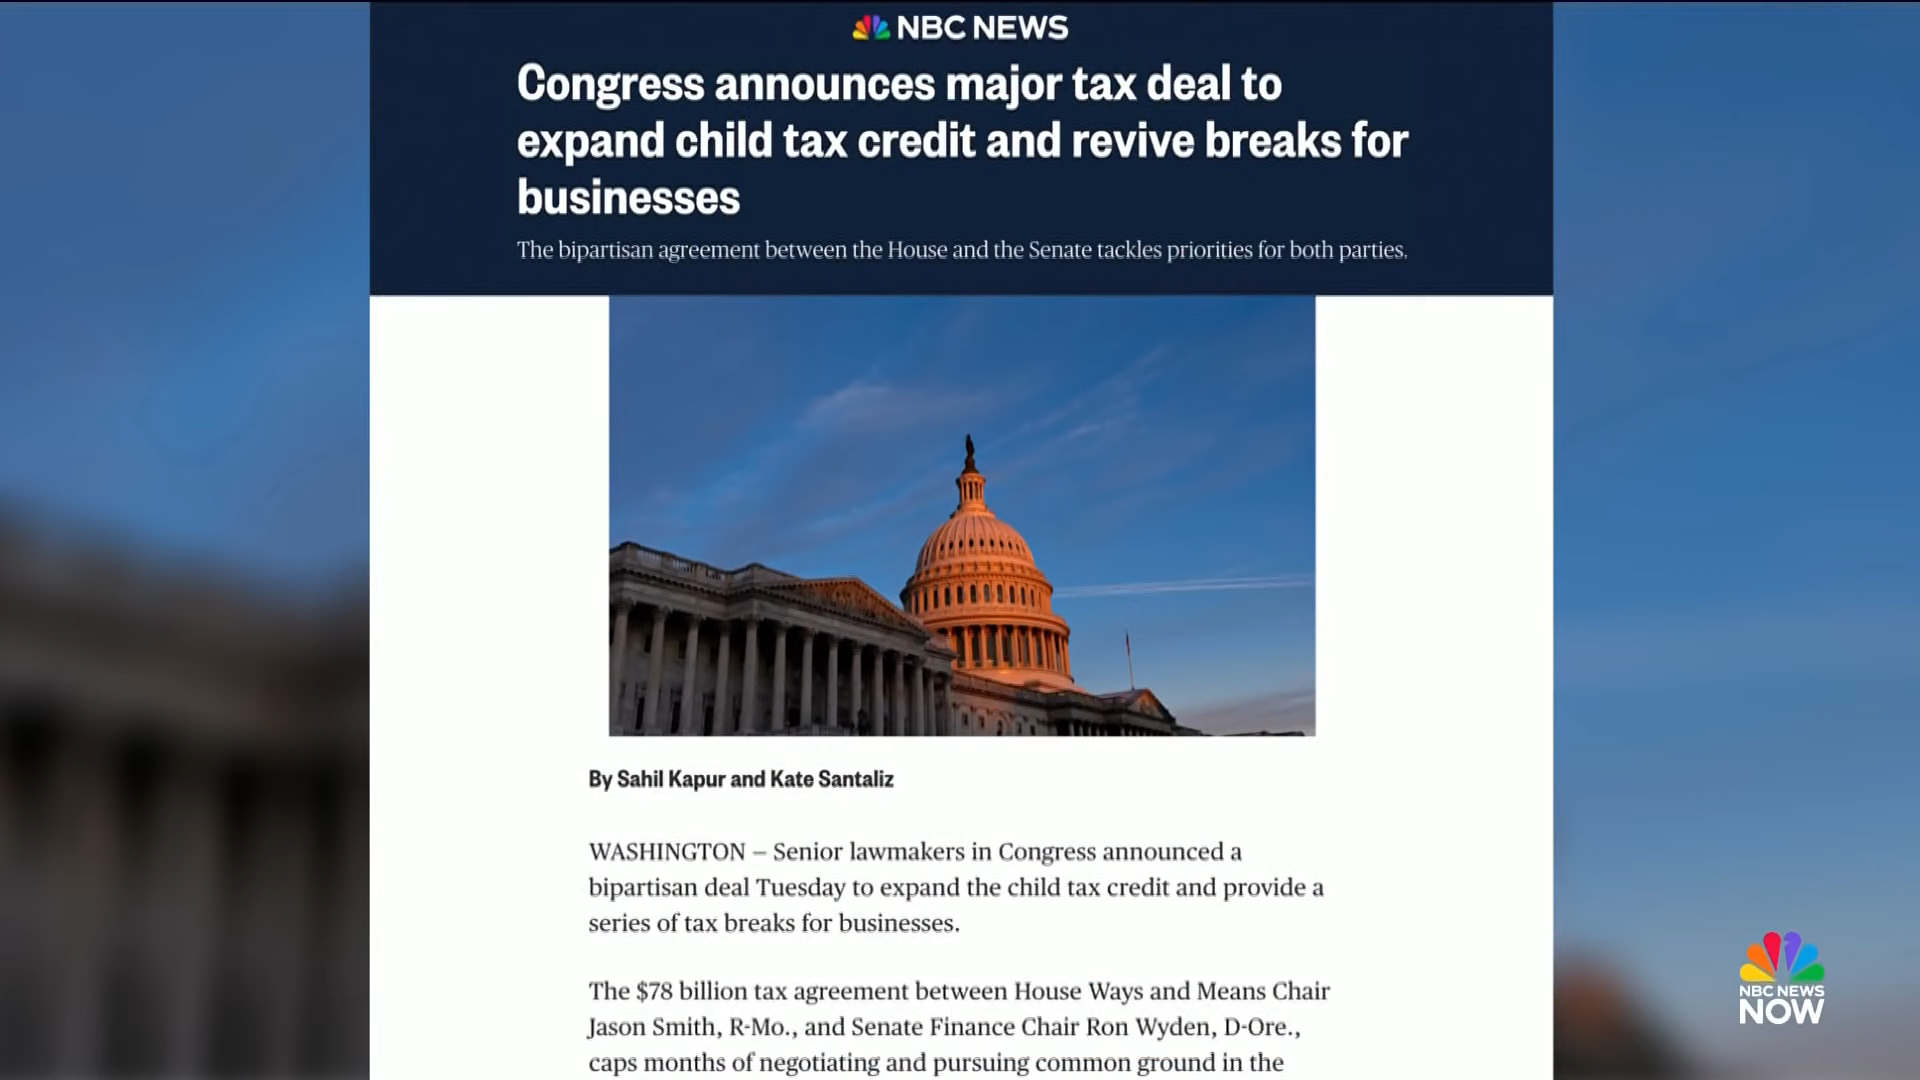 NBC NEWS
Congress announces major tax deal to
expand child tax credit and revive breaks for
businesses
The bipartisan agreement between the House and the Senate tackles priorities for both parties.
By Sahil Kapur and Kate Santaliz
WASHINGTON – Senior lawmakers in Congress announced a
bipartisan deal Tuesday to expand the child tax credit and provide a
series of tax breaks for businesses.
The $78 billion tax agreement between House Ways and Means Chair
Jason Smith, R-Mo., and Senate Finance Chair Ron Wyden, D-Ore.,
caps months of negotiating and pursuing common ground in the
NBC NEWS
NOW